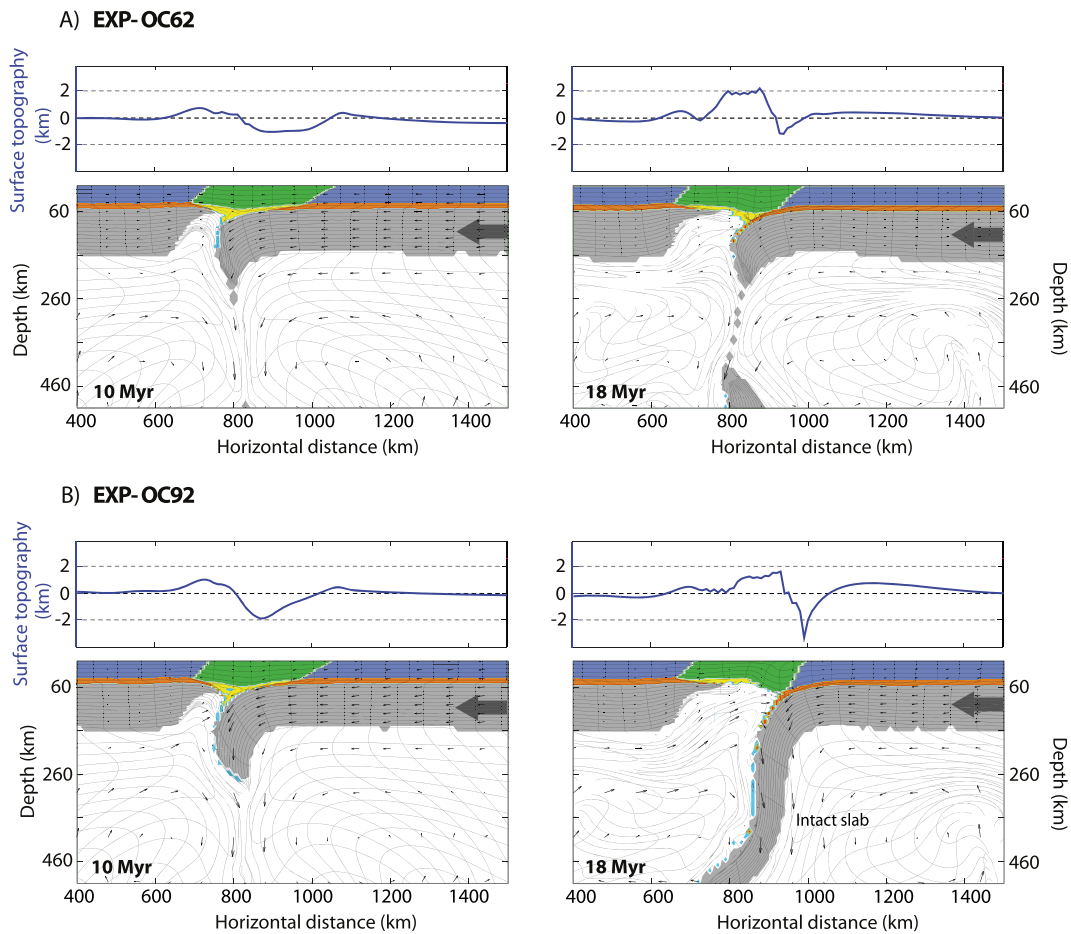 A) EXP-OC62
Surface topography
(km)
2
0
-2
2
0
-2
Depth (km)
60
260
460
10 Myr
400 600 800 1000 1200 1400
Horizontal distance (km)
60
260
460
Depth (km)
18 Myr
400 600 800 1000 1200 1400
Horizontal distance (km)
B) EXP-OC92
Surface topography
(km)
2
0
-2
2
0
-2
Depth (km)
60
260
460
10 Myr
400 600 800 1000 1200 1400
Horizontal distance (km)
60
260
460
Depth (km)
Intact slab
18 Myr
400 600 800 1000 1200 1400
Horizontal distance (km)